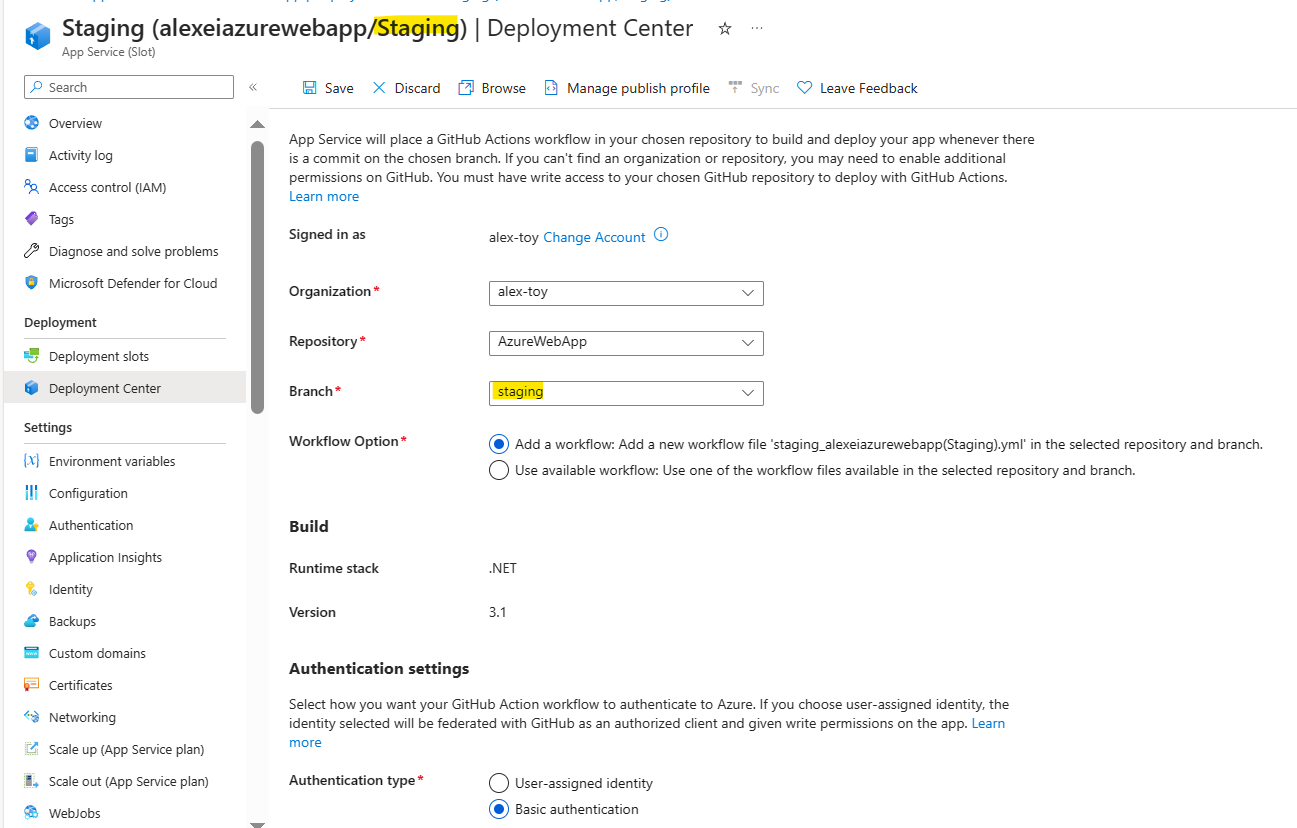 Staging (alexeiazurewebapp/Staging) | Deployment Center
App Service (Slot)
Search
Save
Discard
Browse
Manage publish profile
Sync
Leave Feedback
Overview
Activity log
Access control (IAM)
Tags
Diagnose and solve problems
Microsoft Defender for Cloud
Deployment
Deployment slots
Deployment Center
Settings
Environment variables
Configuration
Authentication
Application Insights
Identity
Backups
Custom domains
Certificates
Networking
Scale up (App Service plan)
Scale out (App Service plan)
WebJobs
App Service will place a GitHub Actions workflow in your chosen repository to build and deploy your app whenever there
is a commit on the chosen branch. If you can't find an organization or repository, you may need to enable additional
permissions on GitHub. You must have write access to your chosen GitHub repository to deploy with GitHub Actions.
Learn more
Signed in as
alex-toy Change Account
Organization*
alex-toy
Repository*
AzureWebApp
Branch*
staging
Workflow Option*
Add a workflow: Add a new workflow file 'staging_alexeiazurewebapp(Staging).yml' in the selected repository and branch.
Use available workflow: Use one of the workflow files available in the selected repository and branch.
Build
Runtime stack
.NET
Version
3.1
Authentication settings
Select how you want your GitHub Action workflow to authenticate to Azure. If you choose user-assigned identity, the
identity selected will be federated with GitHub as an authorized client and given write permissions on the app. Learn
more
Authentication type*
User-assigned identity
Basic authentication